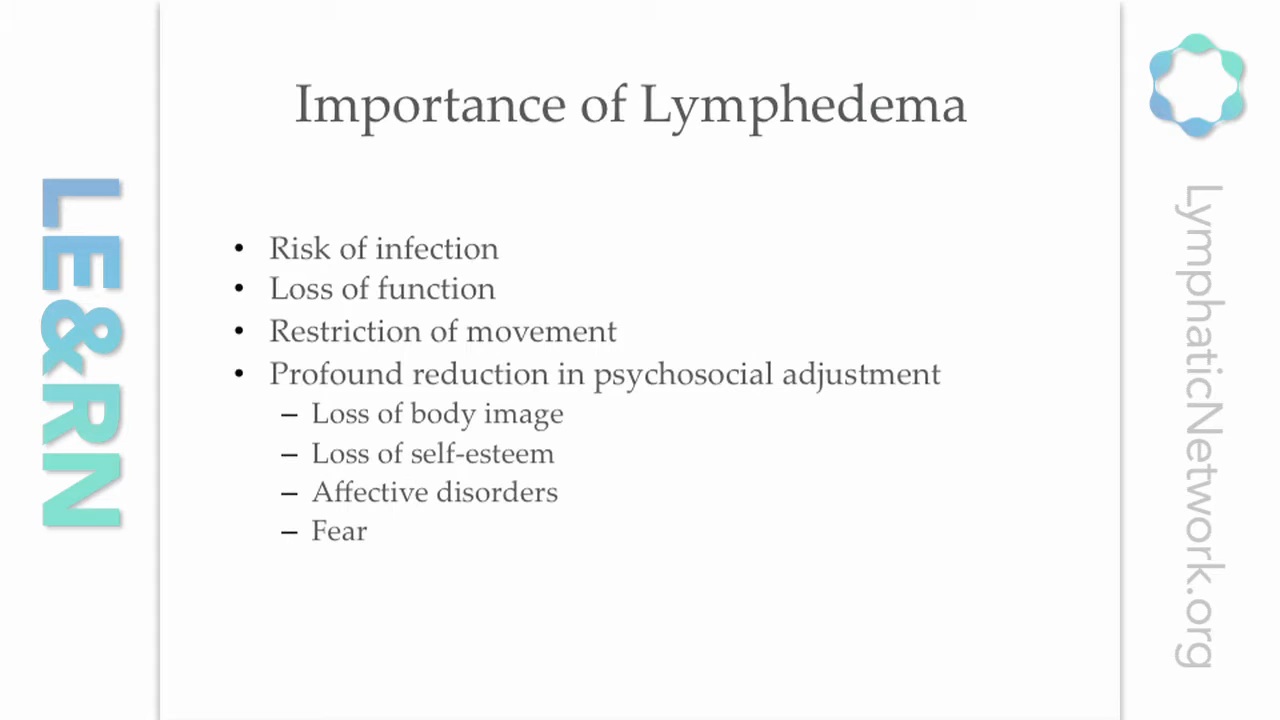 Importance of Lymphedema
• Risk of infection
• Loss of function
• Restriction of movement
• Profound reduction in psychosocial adjustment
– Loss of body image
– Loss of self-esteem
– Affective disorders
– Fear
LE&RN
LymphaticNetwork.org